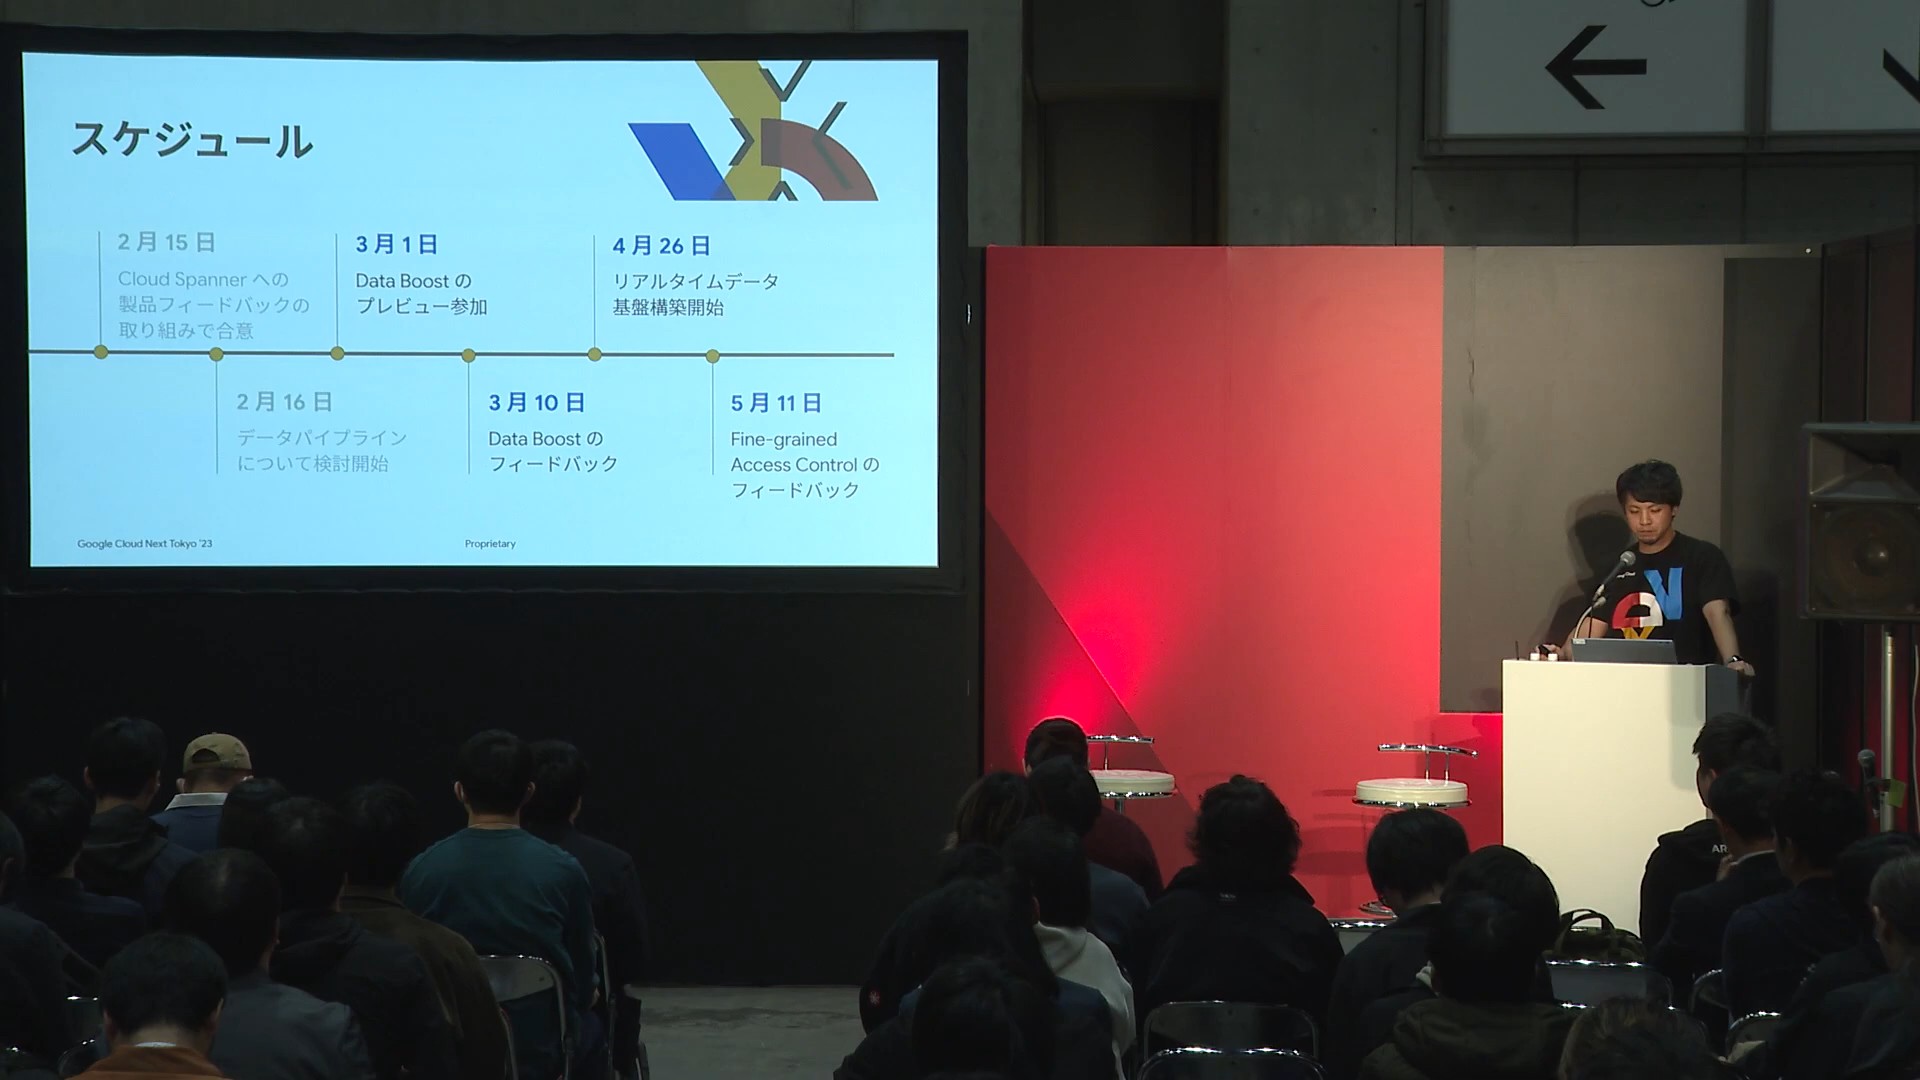 スケジュール
2月15日
Cloud Spanner への
製品フィードバックの
取り組みで合意
3月1日
Data Boost の
プレビュー参加
4月26日
リアルタイムデータ
基盤構築開始
2月16日
データパイプライン
について検討開始
3月10日
Data Boost の
フィードバック
5月11日
Fine-grained
Access Control の
フィードバック
Google Cloud Next Tokyo '23
Proprietary